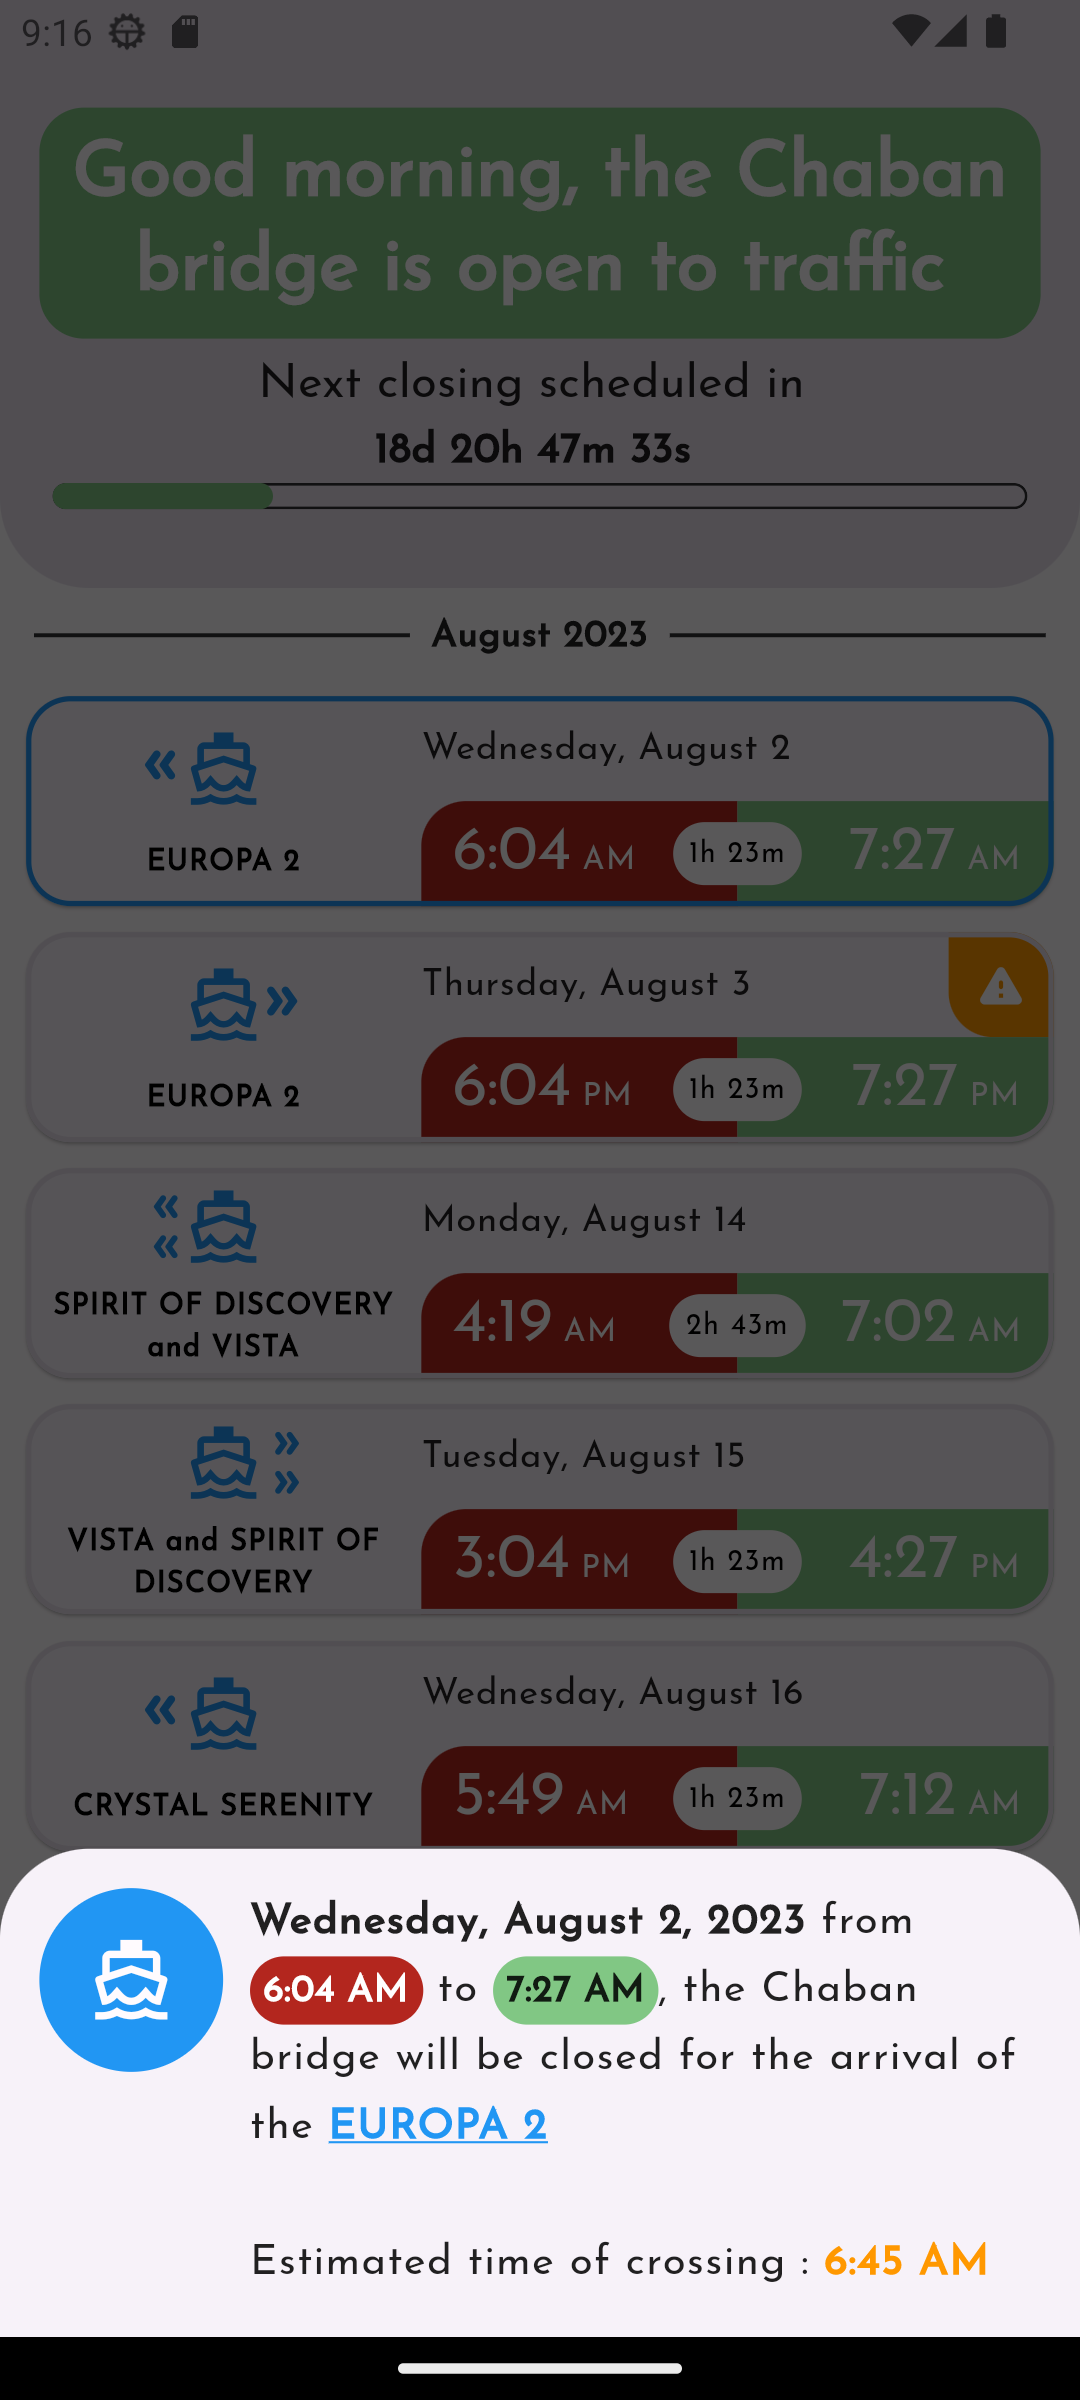 9:16
Good morning, the Chaban
bridge is open to traffic
Next closing scheduled in
18d 20h 47m 33s
August 2023
Wednesday, August 2
EUROPA 2
6:04 AM 1h 23m 7:27 AM
Thursday, August 3
EUROPA 2
6:04 PM 1h 23m 7:27 PM
Monday, August 14
SPIRIT OF DISCOVERY
and VISTA
4:19 AM 2h 43m 7:02 AM
Tuesday, August 15
VISTA and SPIRIT OF
DISCOVERY
3:04 PM 1h 23m 4:27 PM
Wednesday, August 16
CRYSTAL SERENITY
5:49 AM 1h 23m 7:12 AM
Wednesday, August 2, 2023 from
6:04 AM to 7:27 AM, the Chaban
bridge will be closed for the arrival of
the EUROPA 2
Estimated time of crossing : 6:45 AM